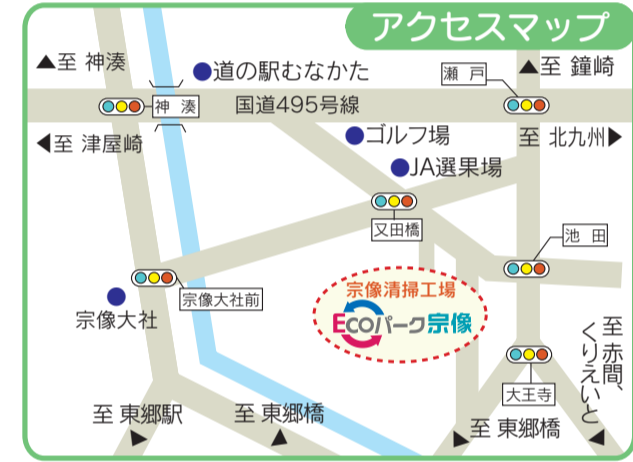 アクセスマップ
▲至 神湊
道の駅むなかた
瀬 戸
▲至 鐘崎
神 湊
国道495号線
◀至 津屋崎
ゴルフ場
至 北九州▶
JA選果場
又田橋
池 田
宗像大社前
宗像大社
宗像清掃工場
Ecoパーク宗像
至 赤間、
くりえいと
大王寺
至 東郷駅
至 東郷橋
至 東郷橋